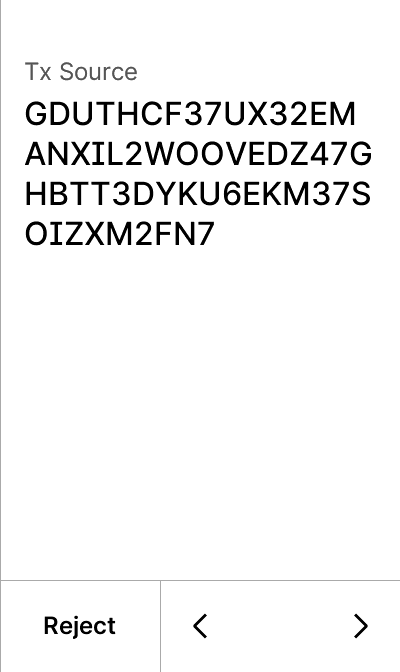 Tx Source
GDUTHCF37UX32EM
ANXIL2WOOVEDZ47G
HBTT3DYKU6EKM37S
OIZXM2FN7
Reject